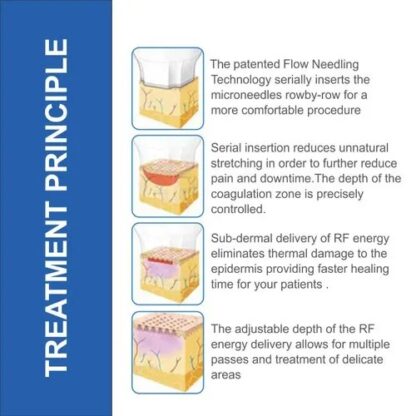 TREATMENT PRINCIPLE
The patented Flow Needling
Technology serially inserts the
microneedles rowby-row for a
more comfortable procedure
Serial insertion reduces unnatural
stretching in order to further reduce
pain and downtime.The depth of the
coagulation zone is precisely
controlled.
Sub-dermal delivery of RF energy
eliminates thermal damage to the
epidermis providing faster healing
time for your patients .
The adjustable depth of the RF
energy delivery allows for multiple
passes and treatment of delicate
areas